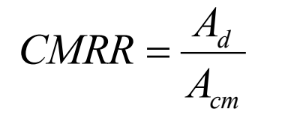 CMRR = A_d / A_cm